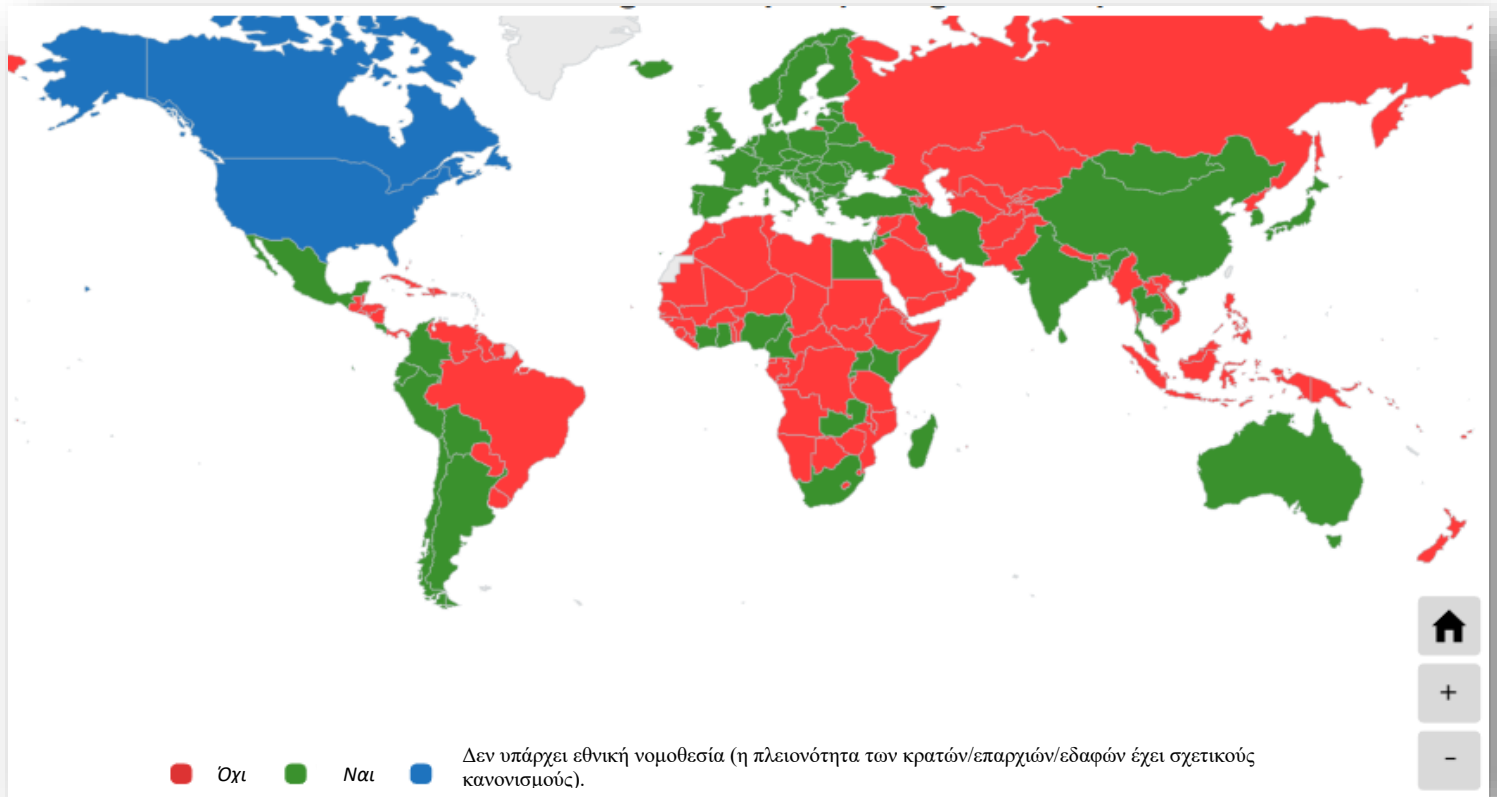 Όχι
Ναι
Δεν υπάρχει εθνική νομοθεσία (η πλειονότητα των κρατών/επαρχιών/εδαφών έχει σχετικούς
κανονισμούς).
+
-